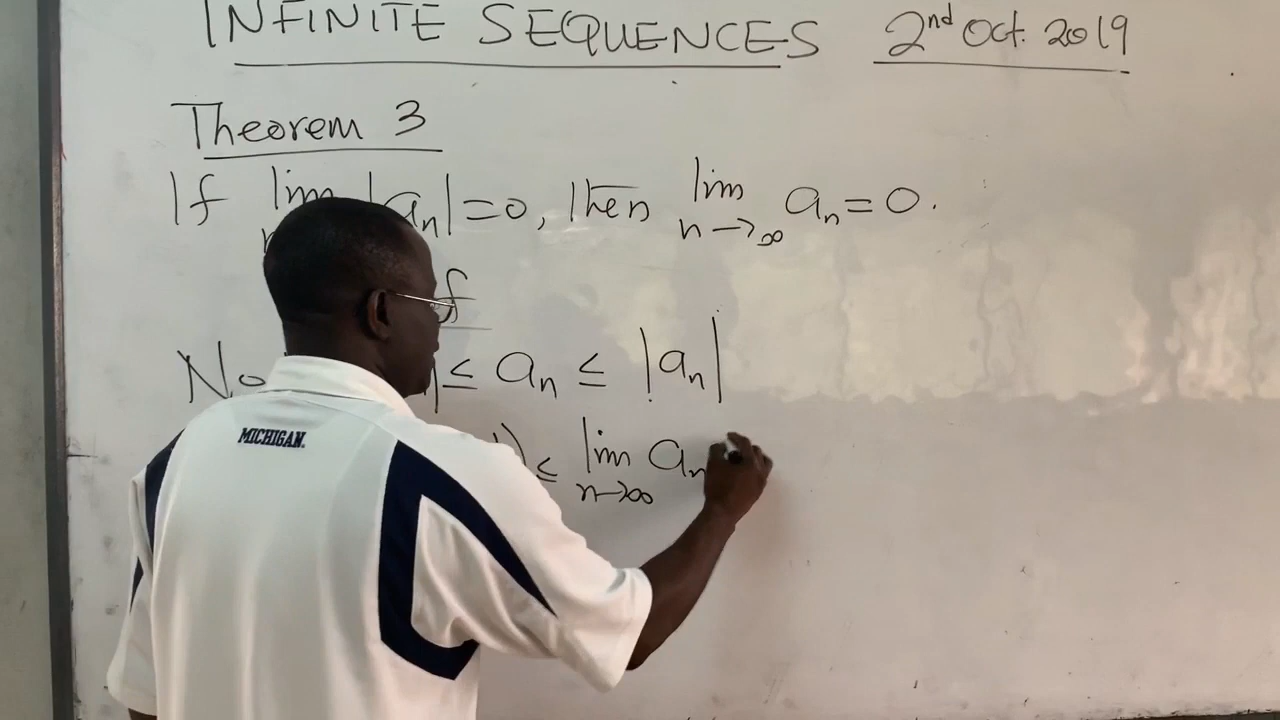 INFINITE SEQUENCES 2nd Oct. 2019
Theorem 3
If lim |an|=0, then lim an=0.
n→∞
≤ an ≤ |an|
≤ lim an
n→∞
MICHIGAN.